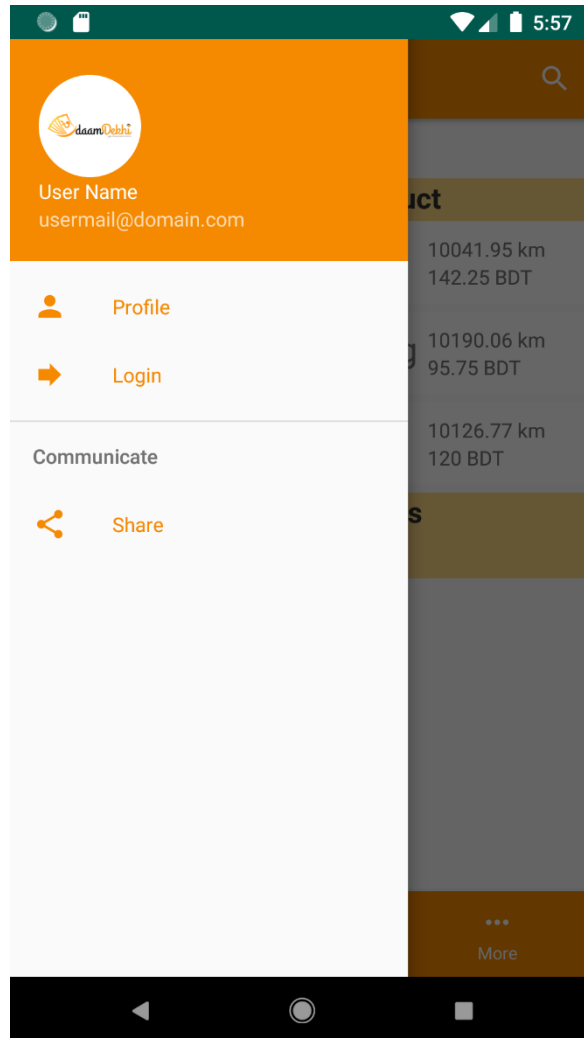 5:57
daamDekhi
User Name
usermail@domain.com
Profile
Login
Communicate
Share
uct
10041.95 km
142.25 BDT
g
10190.06 km
95.75 BDT
10126.77 km
120 BDT
s
More